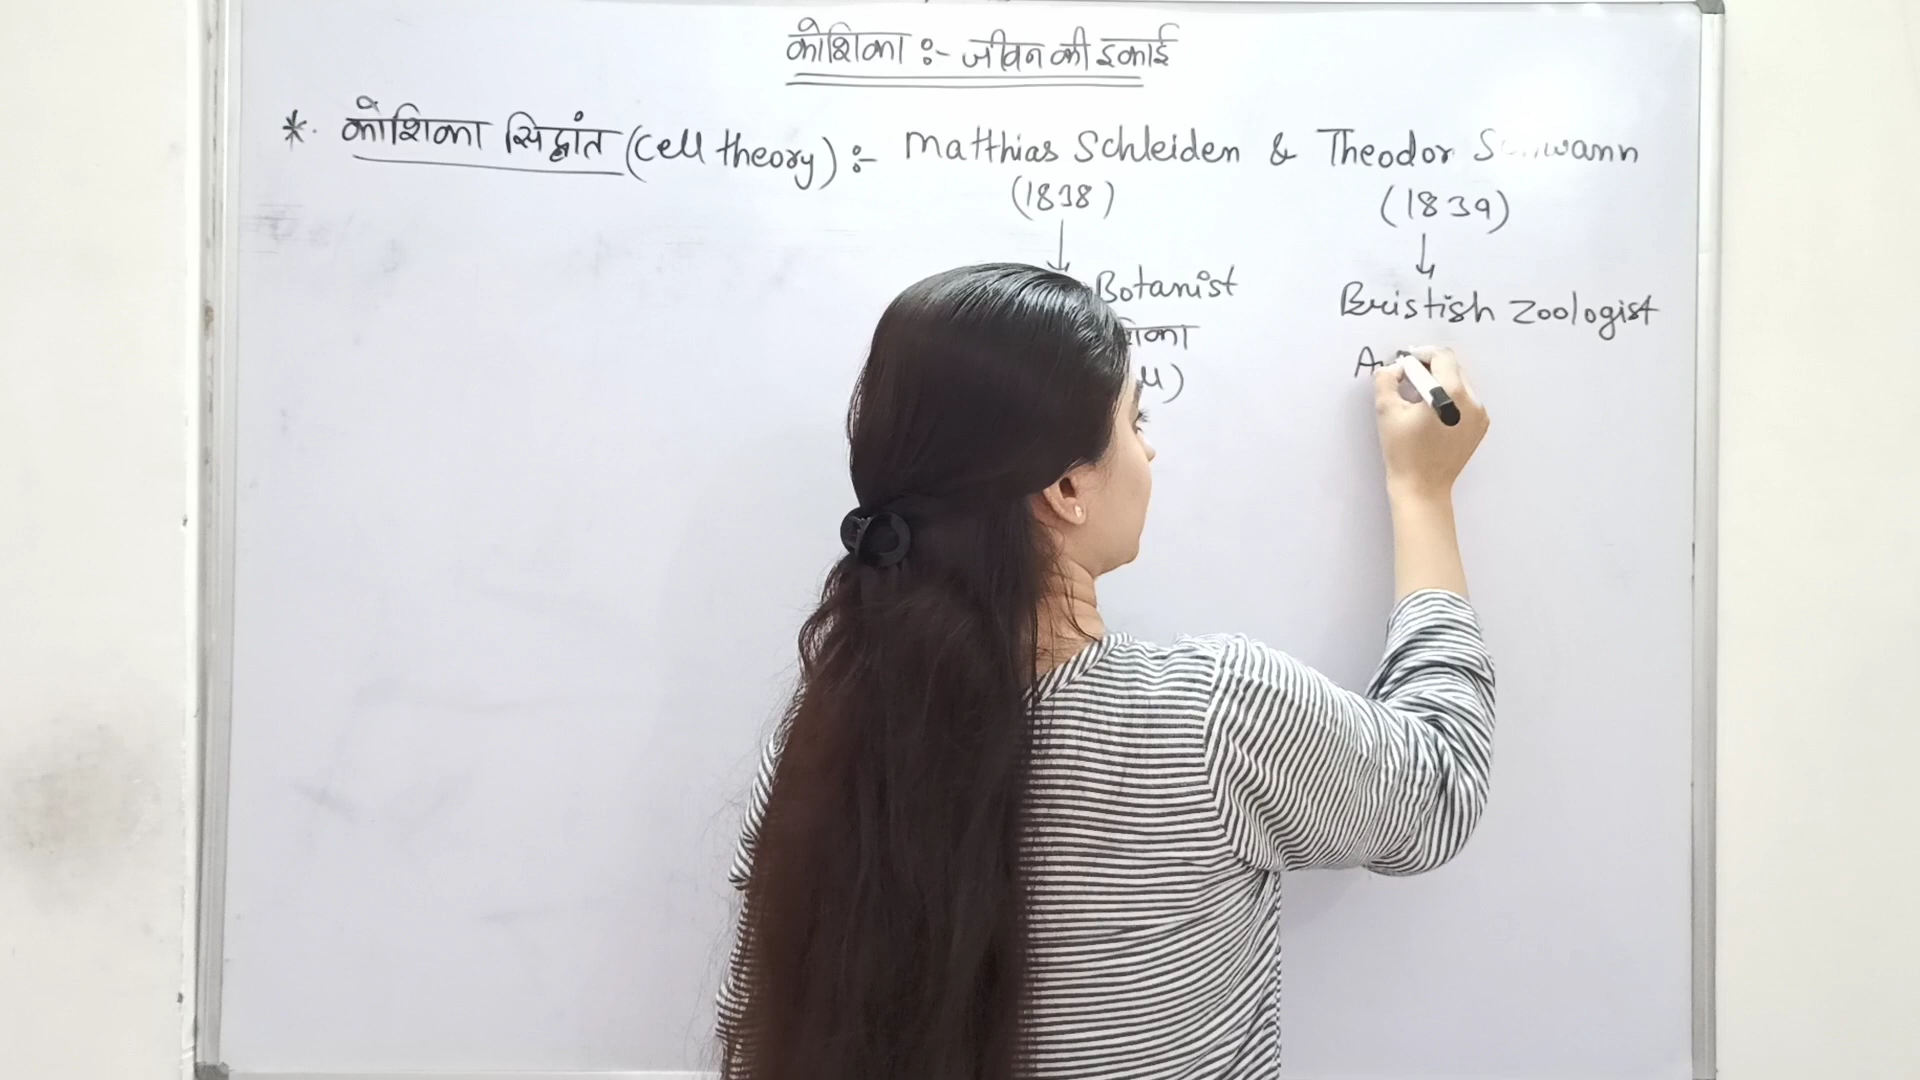 कोशिका :- जीवन की इकाई
*. कोशिका सिद्धांत (Cell theory) :- Matthias Schleiden & Theodor
(1838) (1839)
↓ ↓
Botanist Bristish Zoologist